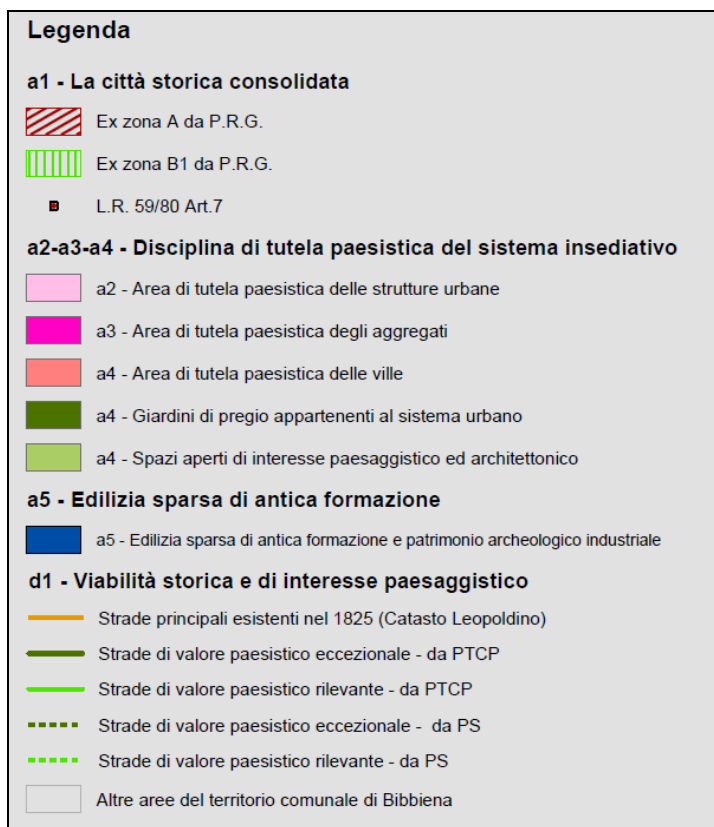 Legenda
a1 - La città storica consolidata
Ex zona A da P.R.G.
Ex zona B1 da P.R.G.
L.R. 59/80 Art.7
a2-a3-a4 - Disciplina di tutela paesistica del sistema insediativo
a2 - Area di tutela paesistica delle strutture urbane
a3 - Area di tutela paesistica degli aggregati
a4 - Area di tutela paesistica delle ville
a4 - Giardini di pregio appartenenti al sistema urbano
a4 - Spazi aperti di interesse paesaggistico ed architettonico
a5 - Edilizia sparsa di antica formazione
a5 - Edilizia sparsa di antica formazione e patrimonio archeologico industriale
d1 - Viabilità storica e di interesse paesaggistico
Strade principali esistenti nel 1825 (Catasto Leopoldino)
Strade di valore paesistico eccezionale - da PTCP
Strade di valore paesistico rilevante - da PTCP
Strade di valore paesistico eccezionale - da PS
Strade di valore paesistico rilevante - da PS
Altre aree del territorio comunale di Bibbiena